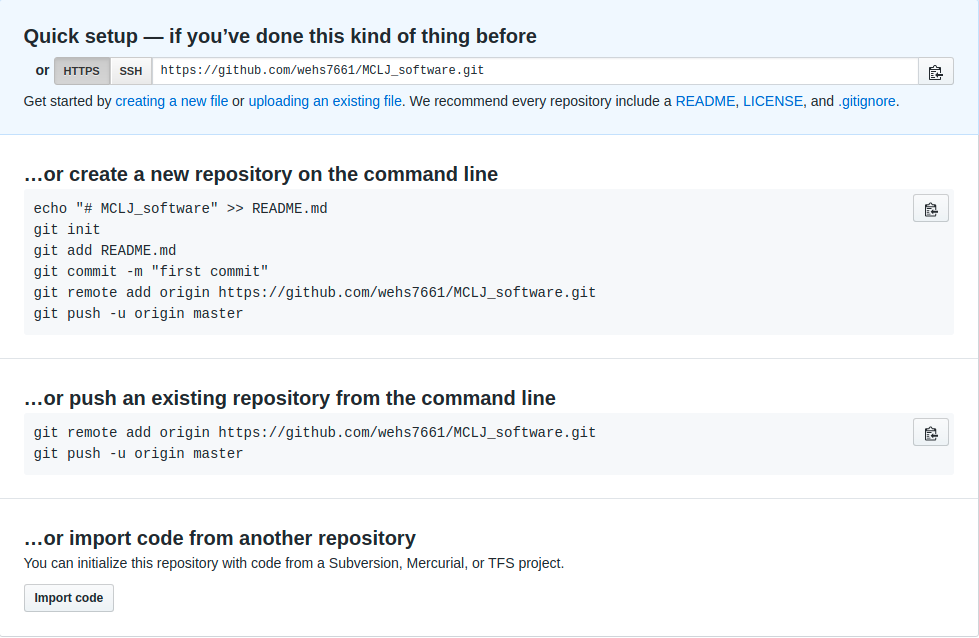 Quick setup — if you’ve done this kind of thing before
or HTTPS SSH https://github.com/wehs7661/MCLJ_software.git
Get started by creating a new file or uploading an existing file. We recommend every repository include a README, LICENSE, and .gitignore.
…or create a new repository on the command line
echo "# MCLJ_software" >> README.md
git init
git add README.md
git commit -m "first commit"
git remote add origin https://github.com/wehs7661/MCLJ_software.git
git push -u origin master
…or push an existing repository from the command line
git remote add origin https://github.com/wehs7661/MCLJ_software.git
git push -u origin master
…or import code from another repository
You can initialize this repository with code from a Subversion, Mercurial, or TFS project.
Import code